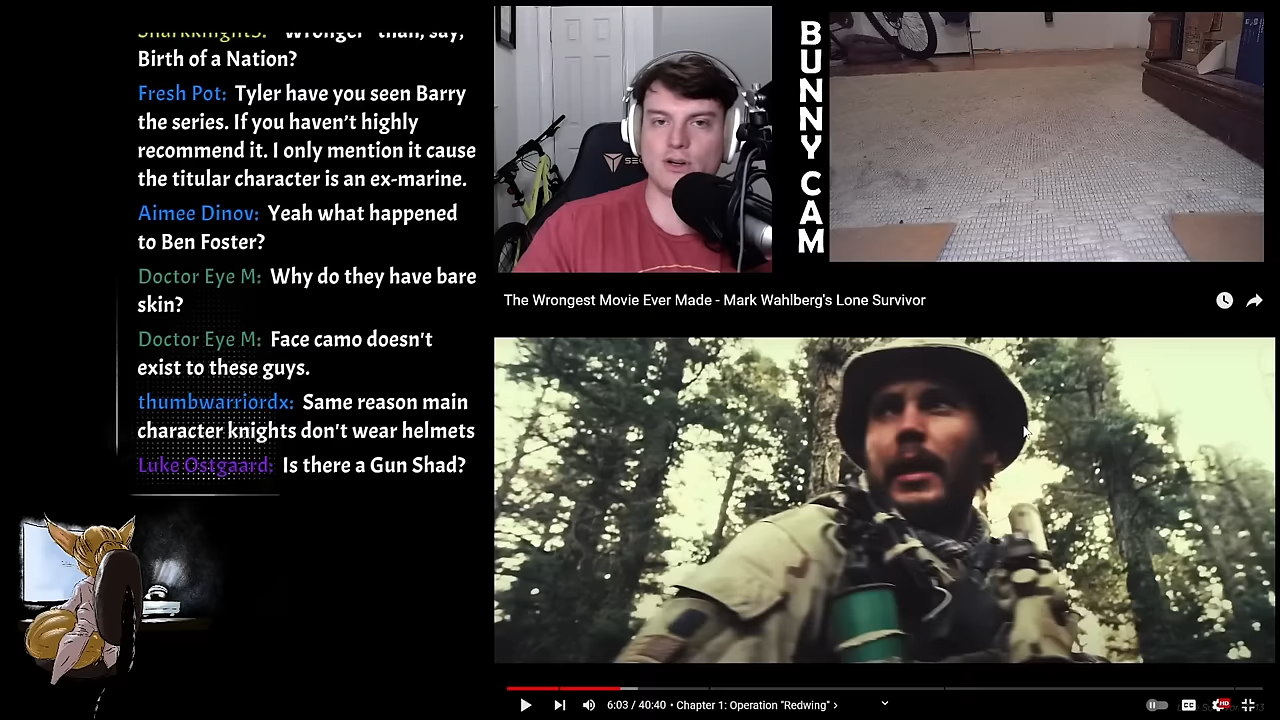 Sharkknight5: "Wronger" than, say,
Birth of a Nation?
Fresh Pot: Tyler have you seen Barry
the series. If you haven't highly
recommend it. I only mention it cause
the titular character is an ex-marine.
Aimee Dinov: Yeah what happened
to Ben Foster?
Doctor Eye M: Why do they have bare
skin?
Doctor Eye M: Face camo doesn't
exist to these guys.
thumbwarriordx: Same reason main
character knights don't wear helmets
Luke Ostgaard: Is there a Gun Shad?
BUNNY CAM
The Wrongest Movie Ever Made - Mark Wahlberg's Lone Survivor
6:03 / 40:40 • Chapter 1: Operation "Redwing" ›
CC
HD